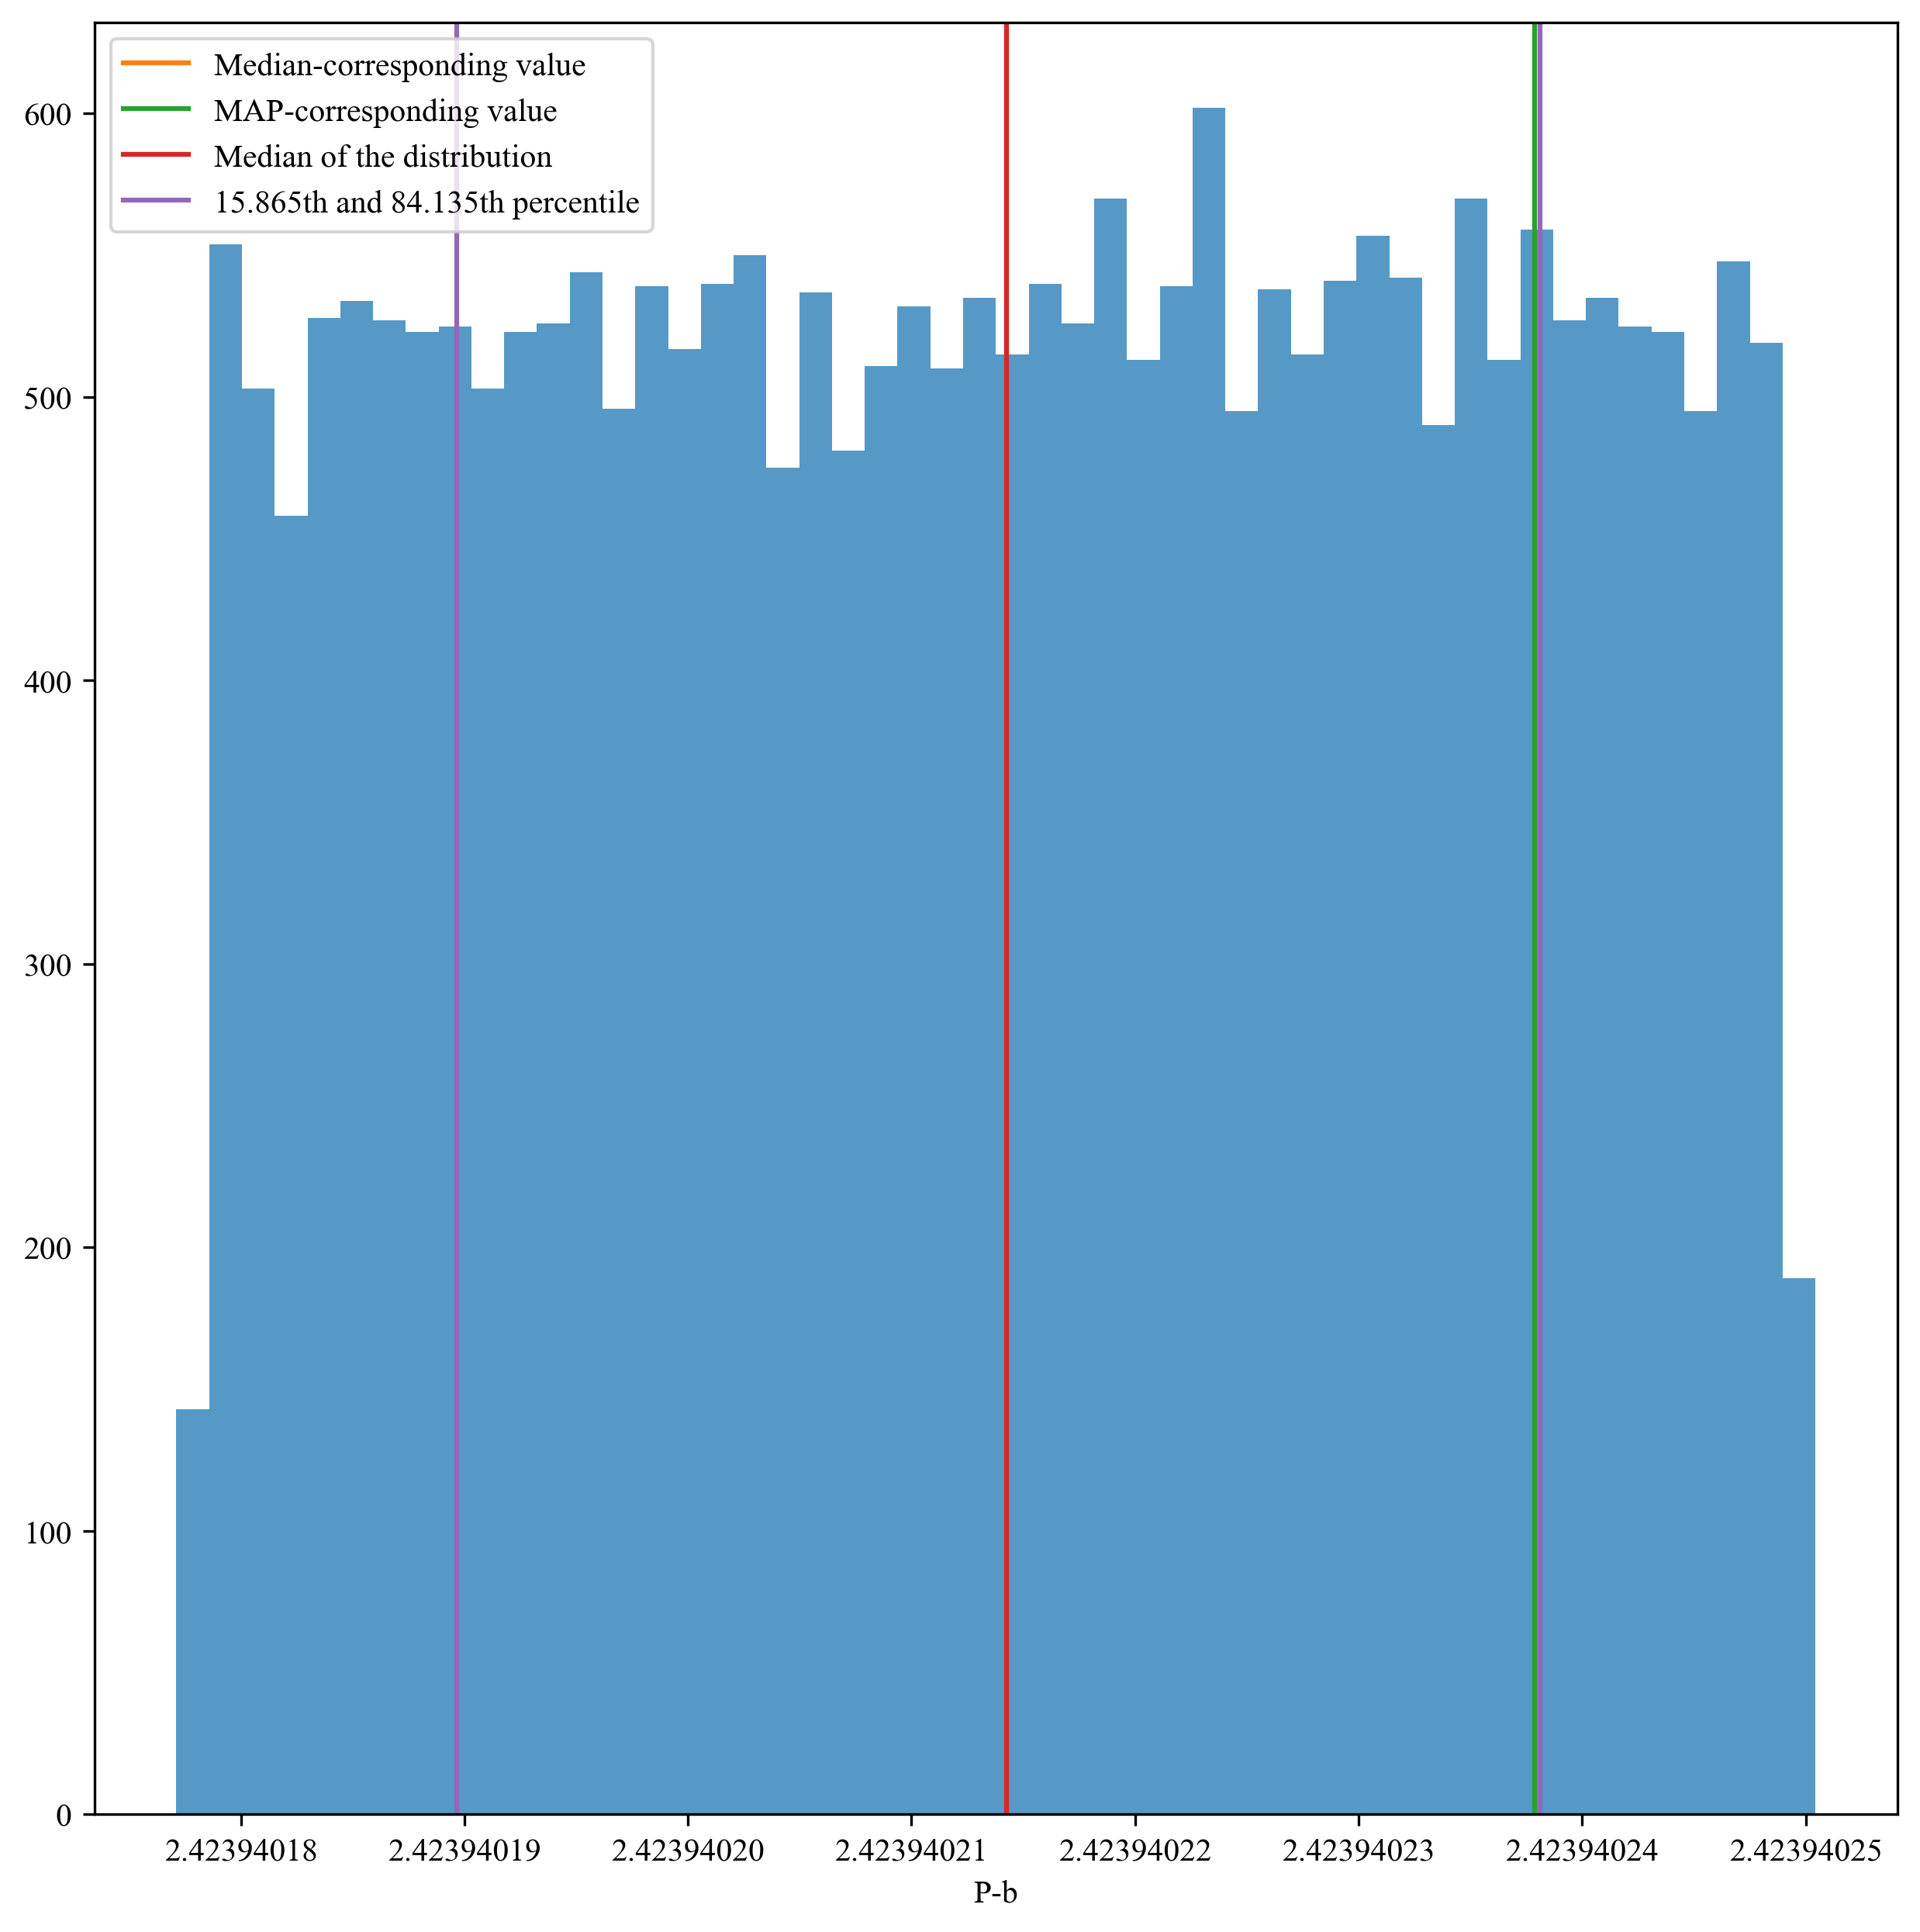 Median-corresponding value
MAP-corresponding value
Median of the distribution
15.865th and 84.135th percentile
600
500
400
300
200
100
0
2.42394018 2.42394019 2.42394020 2.42394021 2.42394022 2.42394023 2.42394024 2.42394025
P-b